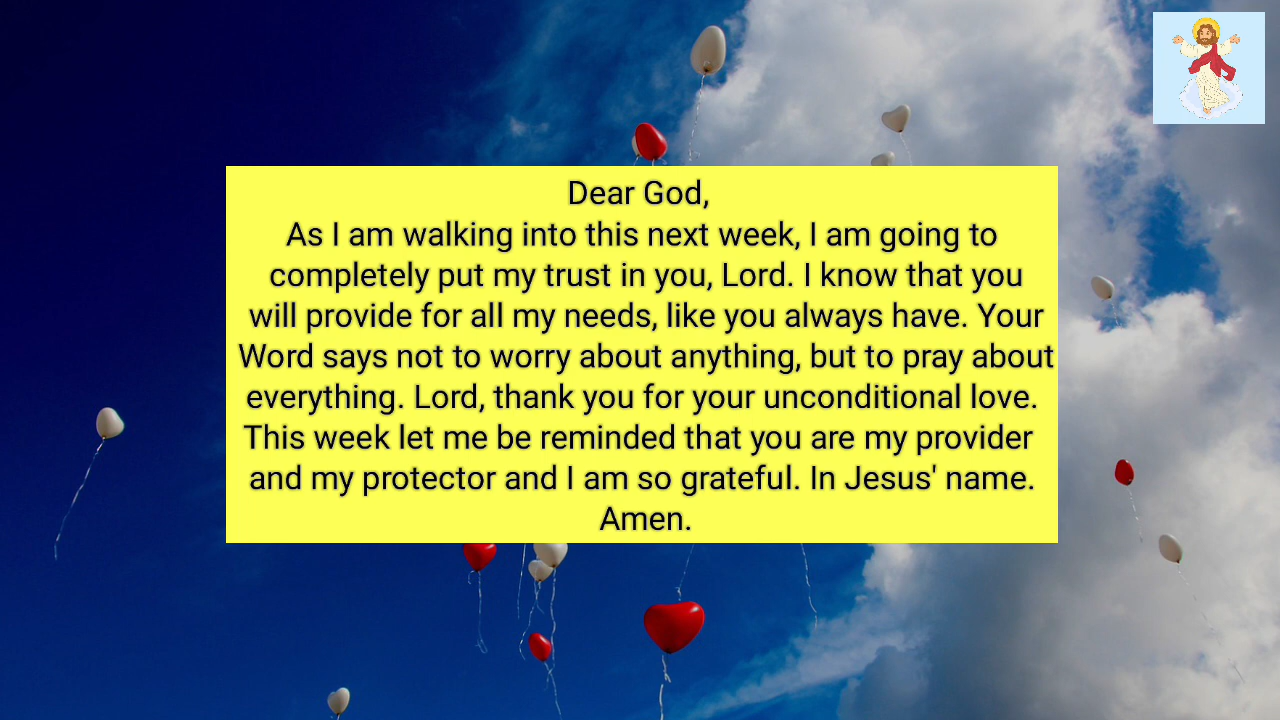 Dear God,
As I am walking into this next week, I am going to
completely put my trust in you, Lord. I know that you
will provide for all my needs, like you always have. Your
Word says not to worry about anything, but to pray about
everything. Lord, thank you for your unconditional love.
This week let me be reminded that you are my provider
and my protector and I am so grateful. In Jesus' name.
Amen.